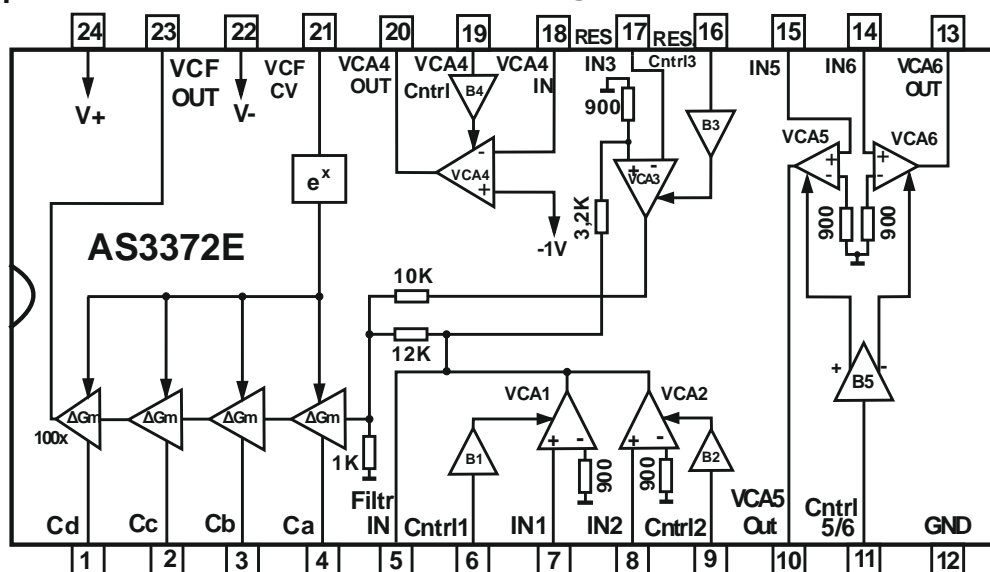 24 23 22 21 20 19 18 17 16 15 14 13
RES RES.
V+
VCF OUT
V-
VCF CV
VCA4 OUT
VCA4 Cntrl
VCA4 IN
IN3
Cntrl3
IN5
IN6
VCA6 OUT
B4
900
B3
VCA5
VCA6
e^x
VCA4
+
-
-1V
+
-
VCA3
3,2K
+
-
+
-
900
900
AS3372E
10K
12K
+
-
B5
ΔGm
ΔGm
ΔGm
ΔGm
100x
1K
VCA1
VCA2
B1
+
-
900
+
-
900
B2
Cd
Cc
Cb
Ca
Filtr IN
Cntrl1
IN1
IN2
Cntrl2
VCA5 Out
Cntrl 5/6
GND
1 2 3 4 5 6 7 8 9 10 11 12